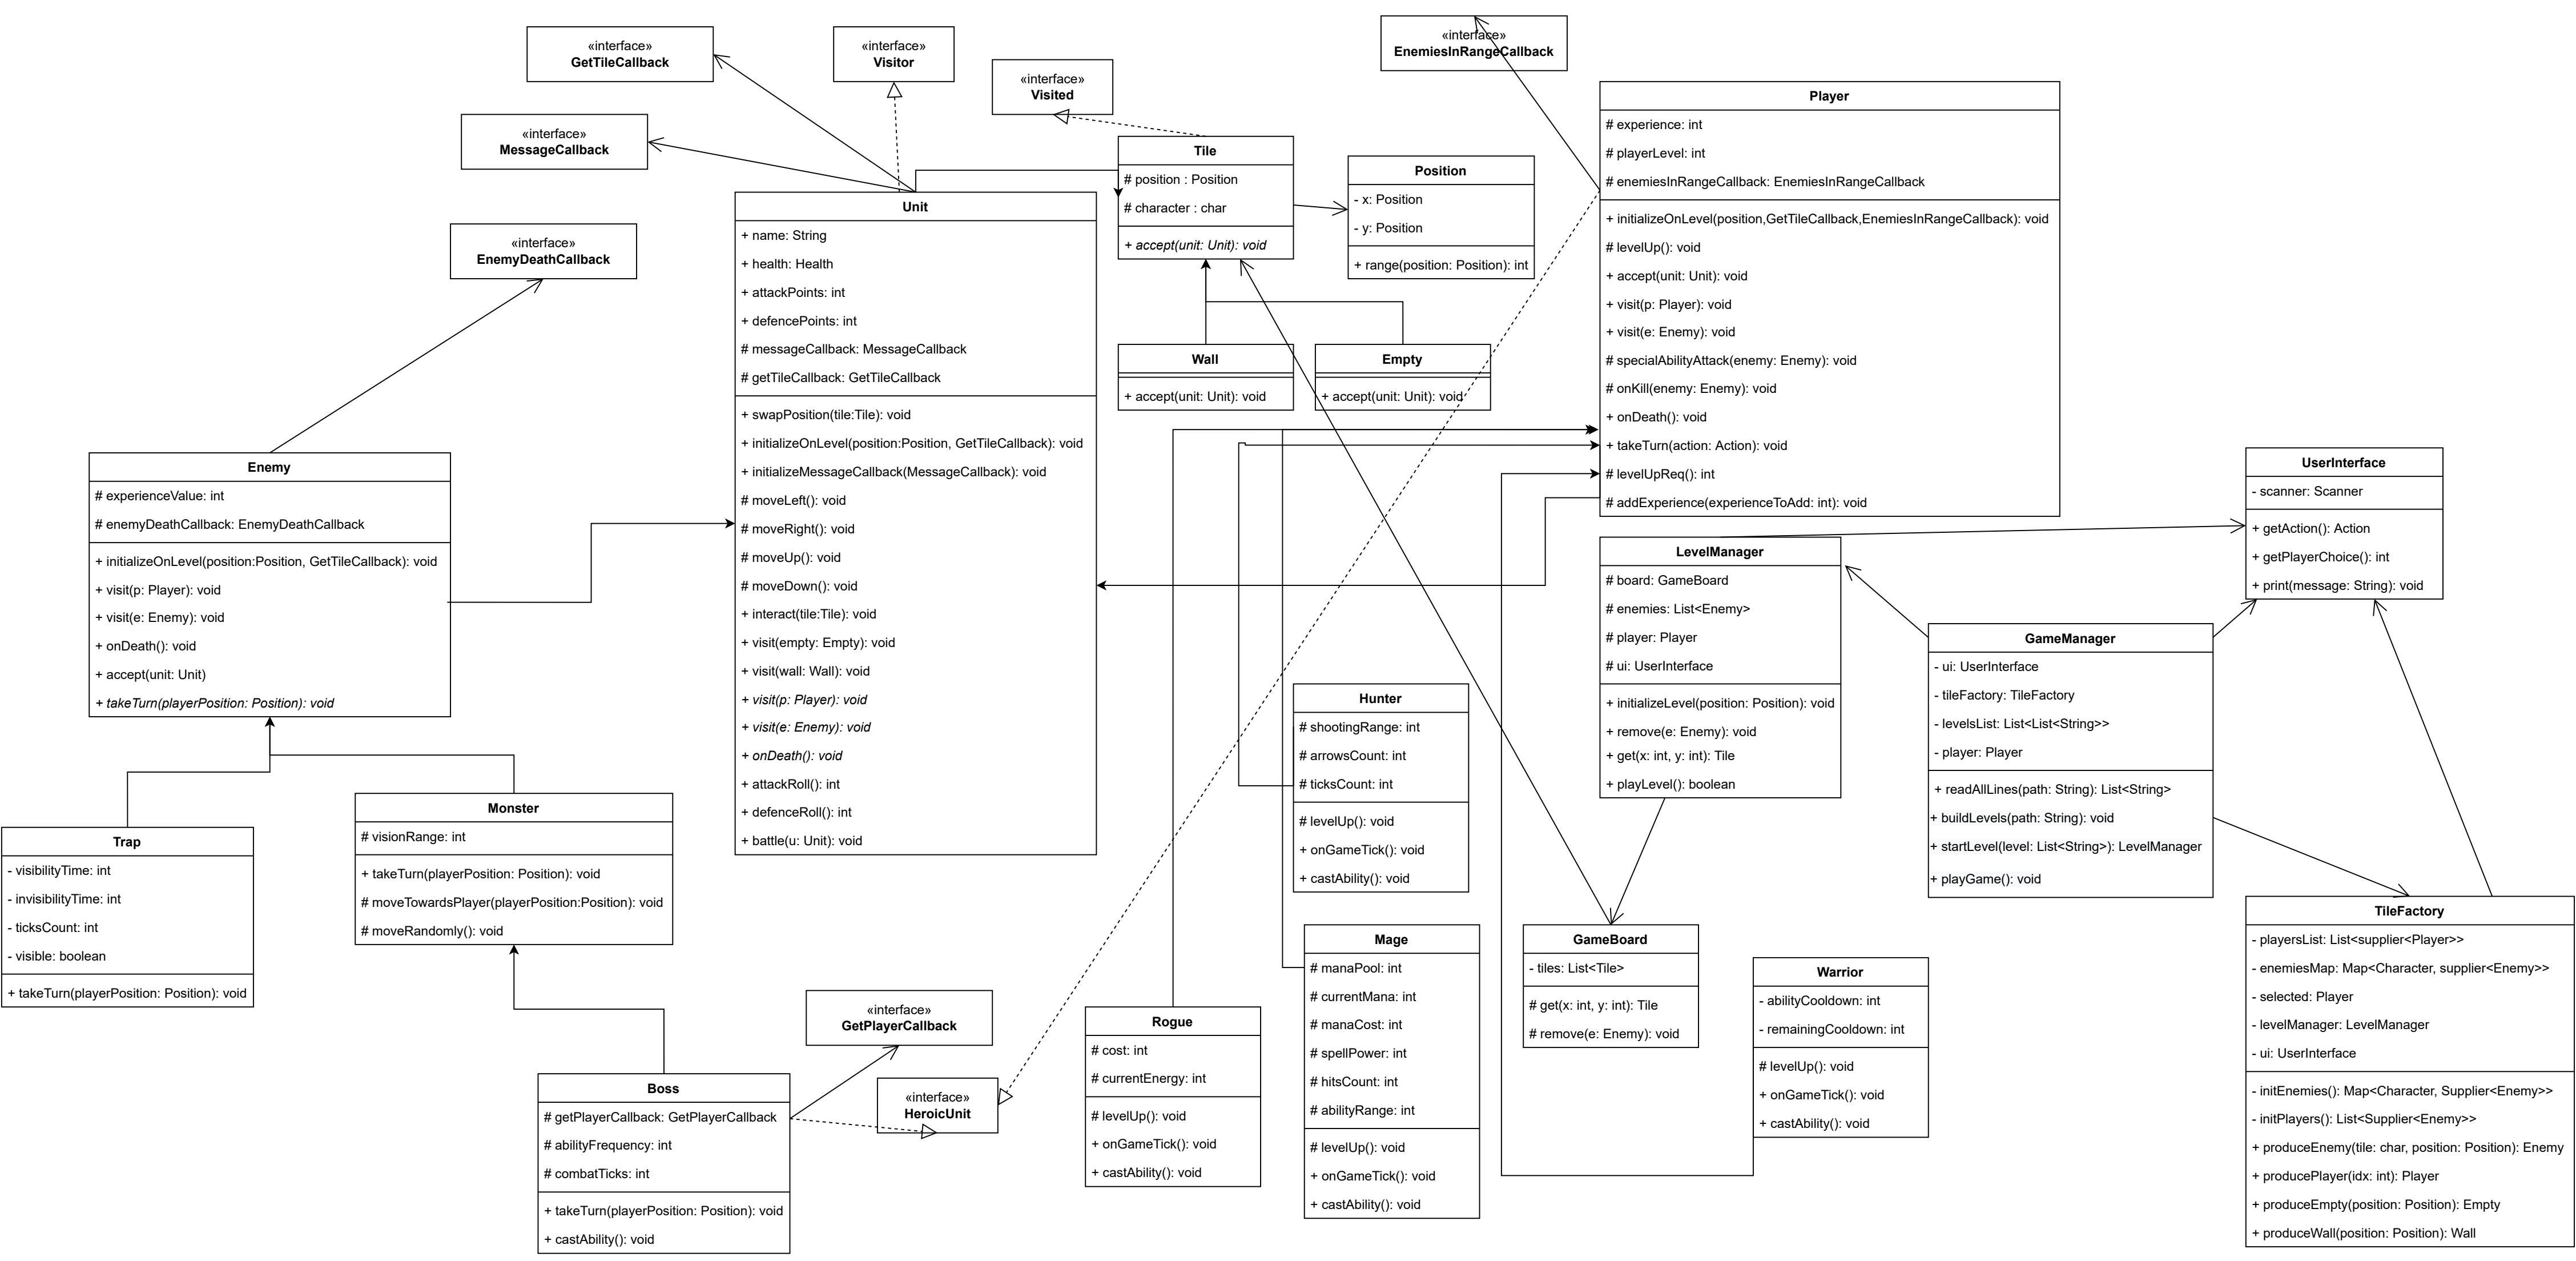 «interface»
GetTileCallback
«interface»
Visitor
«interface»
Visited
«interface»
EnemiesInRangeCallback
«interface»
MessageCallback
«interface»
EnemyDeathCallback
Tile
# position : Position
# character : char
+ accept(unit: Unit): void
Position
- x: Position
- y: Position
+ range(position: Position): int
Player
# experience: int
# playerLevel: int
# enemiesInRangeCallback: EnemiesInRangeCallback
+ initializeOnLevel(position,GetTileCallback,EnemiesInRangeCallback): void
# levelUp(): void
+ accept(unit: Unit): void
+ visit(p: Player): void
+ visit(e: Enemy): void
# specialAbilityAttack(enemy: Enemy): void
# onKill(enemy: Enemy): void
+ onDeath(): void
+ takeTurn(action: Action): void
# levelUpReq(): int
# addExperience(experienceToAdd: int): void
Unit
+ name: String
+ health: Health
+ attackPoints: int
+ defencePoints: int
# messageCallback: MessageCallback
# getTileCallback: GetTileCallback
+ swapPosition(tile:Tile): void
+ initializeOnLevel(position:Position, GetTileCallback): void
+ initializeMessageCallback(MessageCallback): void
# moveLeft(): void
# moveRight(): void
# moveUp(): void
# moveDown(): void
+ interact(tile:Tile): void
+ visit(empty: Empty): void
+ visit(wall: Wall): void
+ visit(p: Player): void
+ visit(e: Enemy): void
+ onDeath(): void
+ attackRoll(): int
+ defenceRoll(): int
+ battle(u: Unit): void
Wall
+ accept(unit: Unit): void
Empty
+ accept(unit: Unit): void
Enemy
# experienceValue: int
# enemyDeathCallback: EnemyDeathCallback
+ initializeOnLevel(position:Position, GetTileCallback): void
+ visit(p: Player): void
+ visit(e: Enemy): void
+ onDeath(): void
+ accept(unit: Unit)
+ takeTurn(playerPosition: Position): void
UserInterface
- scanner: Scanner
+ getAction(): Action
+ getPlayerChoice(): int
+ print(message: String): void
LevelManager
# board: GameBoard
# enemies: List<Enemy>
# player: Player
# ui: UserInterface
+ initializeLevel(position: Position): void
+ remove(e: Enemy): void
+ get(x: int, y: int): Tile
+ playLevel(): boolean
GameManager
- ui: UserInterface
- tileFactory: TileFactory
- levelsList: List<List<String>>
- player: Player
+ readAllLines(path: String): List<String>
+ buildLevels(path: String): void
+ startLevel(level: List<String>): LevelManager
+ playGame(): void
Hunter
# shootingRange: int
# arrowsCount: int
# ticksCount: int
# levelUp(): void
+ onGameTick(): void
+ castAbility(): void
Trap
- visibilityTime: int
- invisibilityTime: int
- ticksCount: int
- visible: boolean
+ takeTurn(playerPosition: Position): void
Monster
# visionRange: int
+ takeTurn(playerPosition: Position): void
# moveTowardsPlayer(playerPosition:Position): void
# moveRandomly(): void
TileFactory
- playersList: List<supplier<Player>>
- enemiesMap: Map<Character, supplier<Enemy>>
- selected: Player
- levelManager: LevelManager
- ui: UserInterface
- initEnemies(): Map<Character, Supplier<Enemy>>
- initPlayers(): List<Supplier<Enemy>>
+ produceEnemy(tile: char, position: Position): Enemy
+ producePlayer(idx: int): Player
+ produceEmpty(position: Position): Empty
+ produceWall(position: Position): Wall
Mage
# manaPool: int
# currentMana: int
# manaCost: int
# spellPower: int
# hitsCount: int
# abilityRange: int
# levelUp(): void
+ onGameTick(): void
+ castAbility(): void
GameBoard
- tiles: List<Tile>
# get(x: int, y: int): Tile
# remove(e: Enemy): void
Warrior
- abilityCooldown: int
- remainingCooldown: int
# levelUp(): void
+ onGameTick(): void
+ castAbility(): void
«interface»
GetPlayerCallback
Rogue
# cost: int
# currentEnergy: int
# levelUp(): void
+ onGameTick(): void
+ castAbility(): void
Boss
# getPlayerCallback: GetPlayerCallback
# abilityFrequency: int
# combatTicks: int
+ takeTurn(playerPosition: Position): void
+ castAbility(): void
«interface»
HeroicUnit